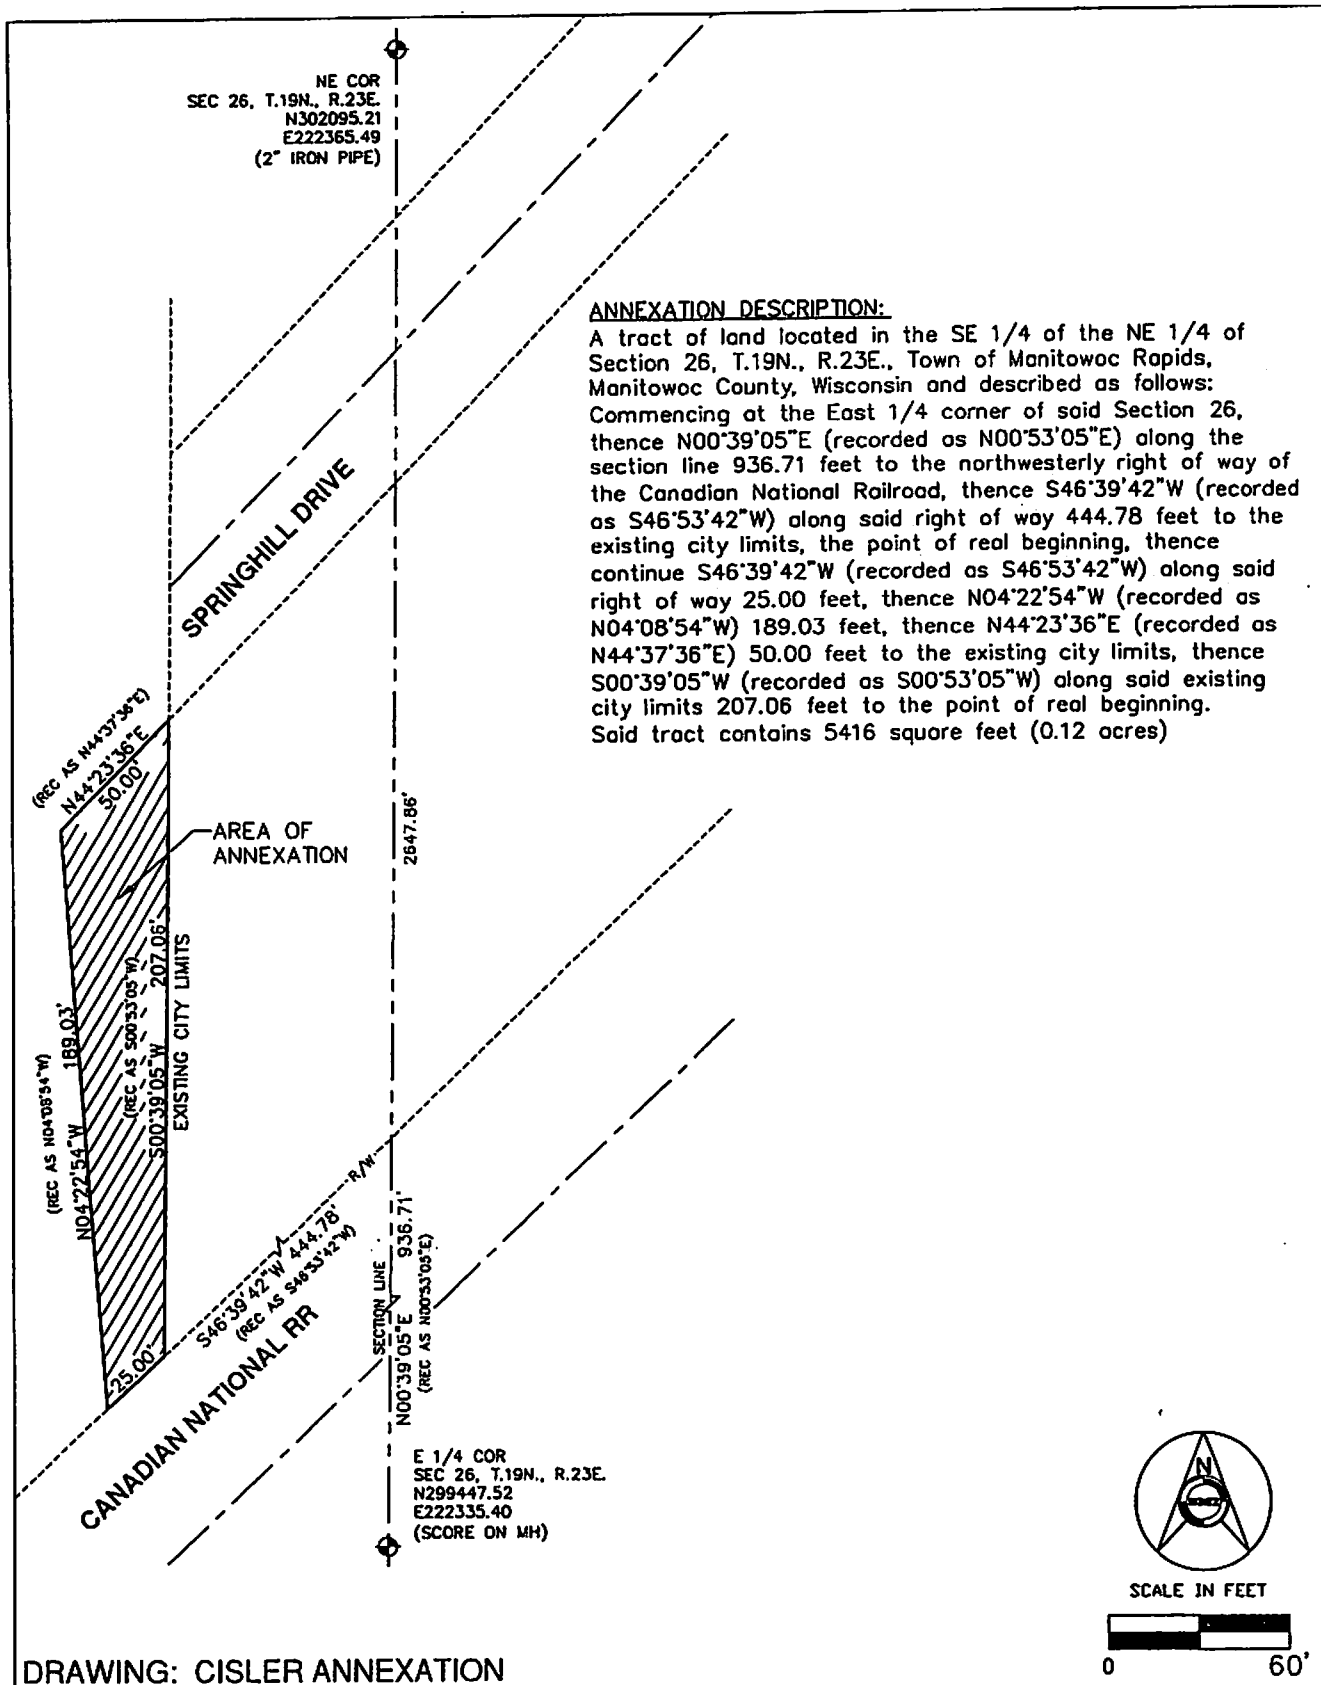 NE COR
SEC 26, T.19N., R.23E.
N302095.21
E222365.49
(2" IRON PIPE)
ANNEXATION DESCRIPTION:
A tract of land located in the SE 1/4 of the NE 1/4 of
Section 26, T.19N., R.23E., Town of Manitowoc Rapids,
Manitowoc County, Wisconsin and described as follows:
Commencing at the East 1/4 corner of said Section 26,
thence N00°39'05"E (recorded as N00°53'05"E) along the
section line 936.71 feet to the northwesterly right of way of
the Canadian National Railroad, thence S46°39'42"W (recorded
as S46°53'42"W) along said right of way 444.78 feet to the
existing city limits, the point of real beginning, thence
continue S46°39'42"W (recorded as S46°53'42"W) along said
right of way 25.00 feet, thence N04°22'54"W (recorded as
N04°08'54"W) 189.03 feet, thence N44°23'36"E (recorded as
N44°37'36"E) 50.00 feet to the existing city limits, thence
S00°39'05"W (recorded as S00°53'05"W) along said existing
city limits 207.06 feet to the point of real beginning.
Said tract contains 5416 square feet (0.12 acres)
SPRINGHILL DRIVE
(REC AS N44°37'36"E)
N44°23'36"E
50.00'
AREA OF
ANNEXATION
2647.86'
(REC AS N04°08'54"W)
N04°22'54"W 189.03'
(REC AS S00°53'05"W)
S00°39'05"W 207.06'
EXISTING CITY LIMITS
R/W
S46°39'42"W 444.78'
(REC AS S46°53'42"W)
25.00'
CANADIAN NATIONAL RR
SECTION LINE
N00°39'05"E 936.71'
(REC AS N00°53'05"E)
E 1/4 COR
SEC 26, T.19N., R.23E.
N299447.52
E222335.40
(SCORE ON MH)
N
SCALE IN FEET
0 60'
DRAWING: CISLER ANNEXATION